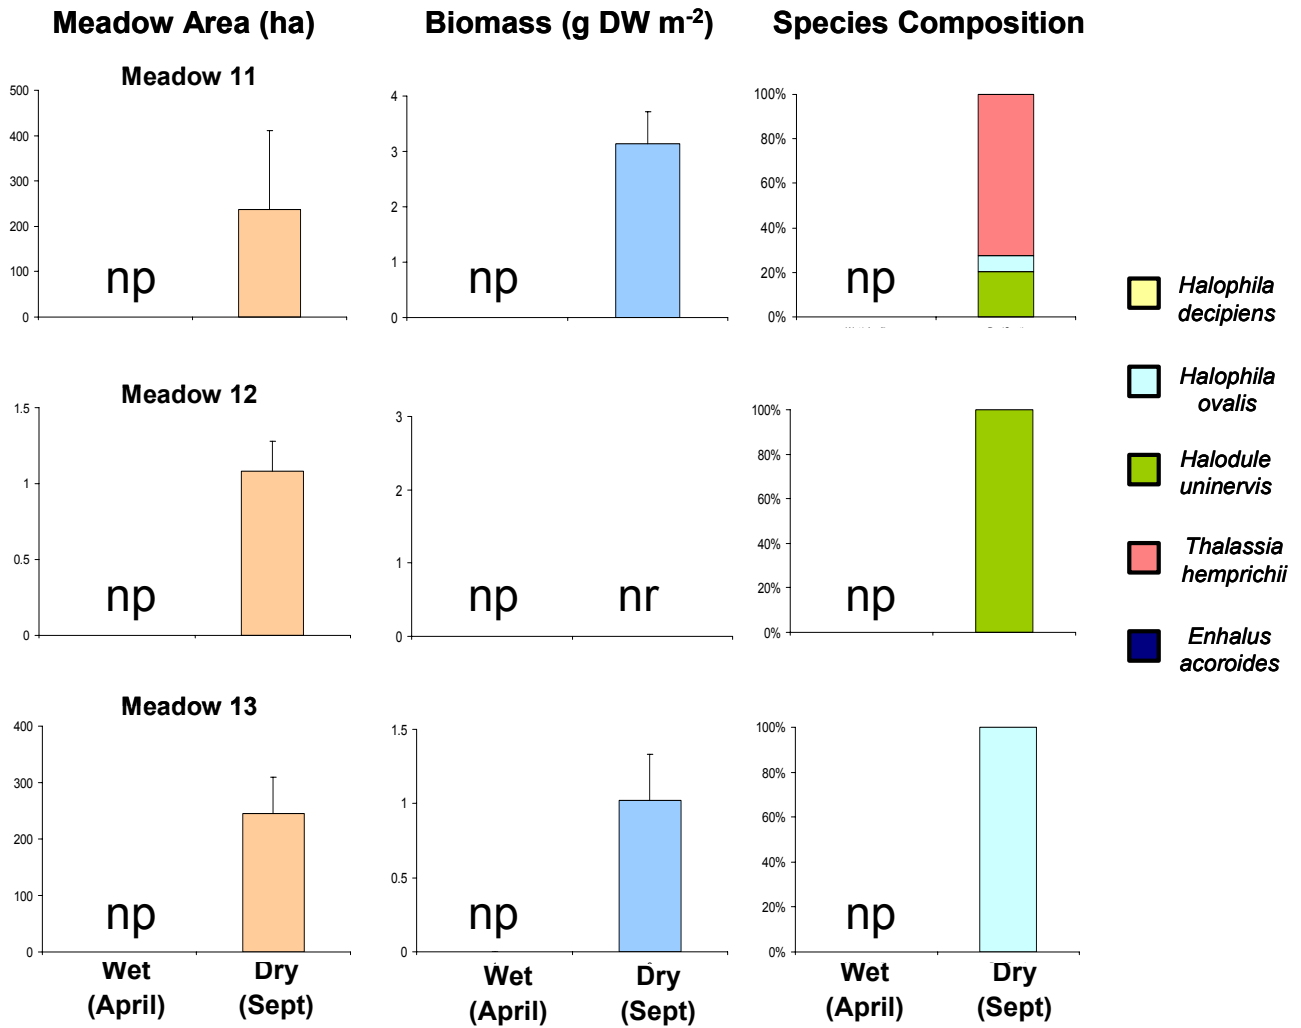 Meadow Area (ha)
Biomass (g DW m-2)
Species Composition
Meadow 11
500
400
300
200
100
0
np
4
3
2
1
0
np
100%
80%
60%
40%
20%
0%
np
Meadow 12
1.5
1
0.5
0
np
3
2
1
0
np
nr
100%
80%
60%
40%
20%
0%
np
Meadow 13
400
300
200
100
0
np
Wet
(April)
Dry
(Sept)
1.5
1
0.5
0
np
Wet
(April)
Dry
(Sept)
100%
80%
60%
40%
20%
0%
np
Wet
(April)
Dry
(Sept)
Halophila
decipiens
Halophila
ovalis
Halodule
uninervis
Thalassia
hemprichii
Enhalus
acoroides